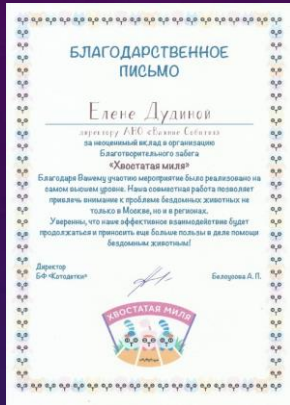 БЛАГОДАРСТВЕННОЕ
ПИСЬМО
Елене Дудиной
директору АНО «Важное Событие»
за неоценимый вклад в организацию
Благотворительного забега
«Хвостатая миля»
Благодаря Вашему участию мероприятие было реализовано на
самом высшем уровне. Наша совместная работа позволяет
привлечь внимание к проблеме бездомных животных не
только в Москве, но и в регионах.
Уверенны, что наше эффективное взаимодействие будет
продолжаться и приносить еще больше пользы в деле помощи
бездомным животным!
Директор
БФ «Котодетки»
Белоусова А. П.
ХВОСТАТАЯ МИЛЯ